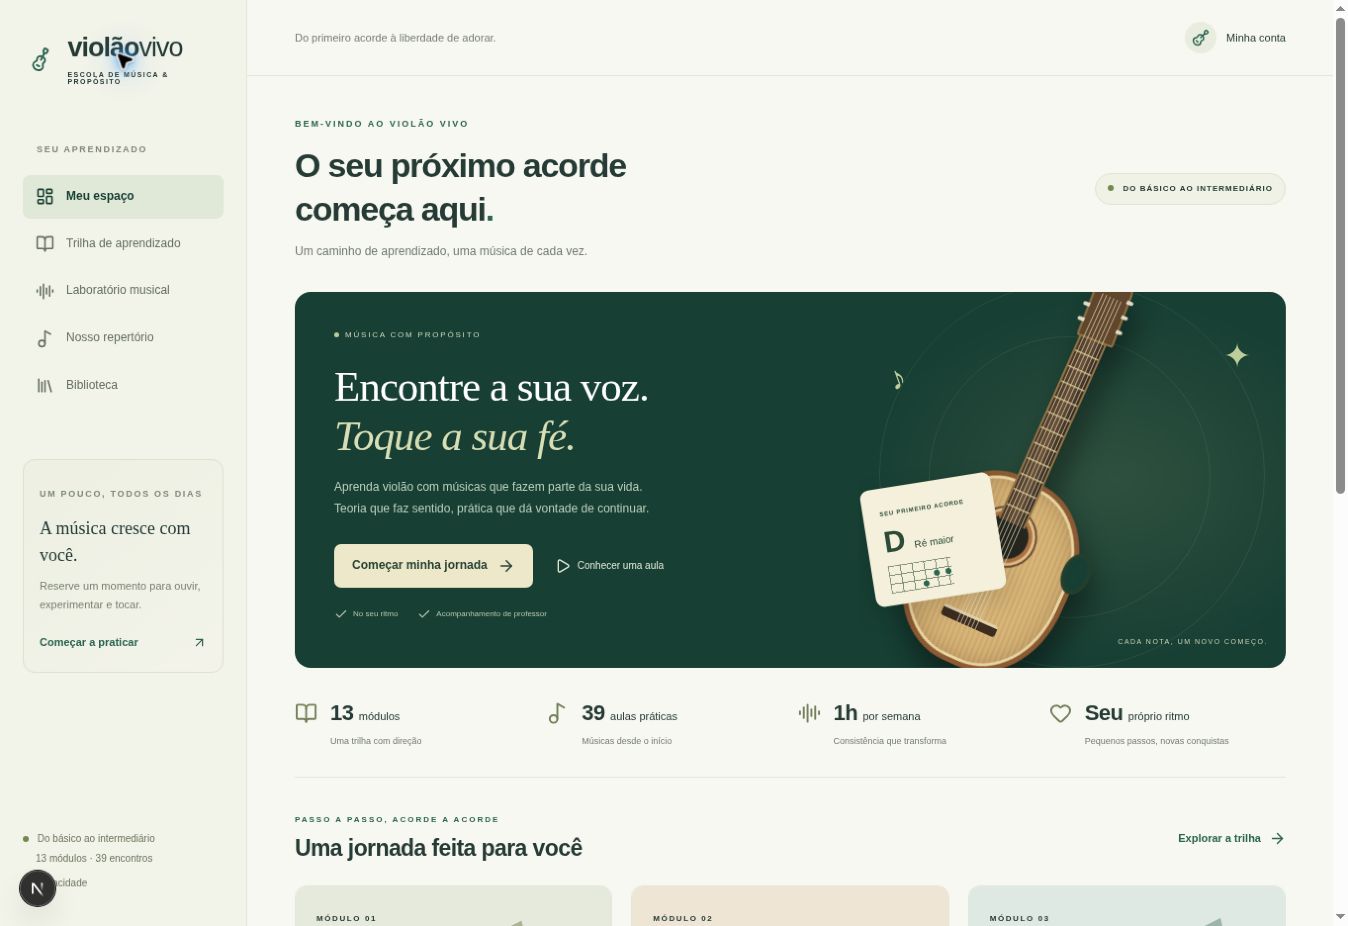 violãovivo
ESCOLA DE MÚSICA &
PROPÓSITO
SEU APRENDIZADO
Meu espaço
Trilha de aprendizado
Laboratório musical
Nosso repertório
Biblioteca
UM POUCO, TODOS OS DIAS
A música cresce com
você.
Reserve um momento para ouvir,
experimentar e tocar.
Começar a praticar
Do básico ao intermediário
13 módulos · 39 encontros
N
Do primeiro acorde à liberdade de adorar.
Minha conta
BEM-VINDO AO VIOLÃO VIVO
O seu próximo acorde
começa aqui.
Um caminho de aprendizado, uma música de cada vez.
DO BÁSICO AO INTERMEDIÁRIO
MÚSICA COM PROPÓSITO
Encontre a sua voz.
Toque a sua fé.
Aprenda violão com músicas que fazem parte da sua vida.
Teoria que faz sentido, prática que dá vontade de continuar.
Começar minha jornada
Conhecer uma aula
No seu ritmo
Acompanhamento de professor
SEU PRIMEIRO ACORDE
D Ré maior
CADA NOTA, UM NOVO COMEÇO.
13 módulos
Uma trilha com direção
39 aulas práticas
Músicas desde o início
1h por semana
Consistência que transforma
Seu próprio ritmo
Pequenos passos, novas conquistas
PASSO A PASSO, ACORDE A ACORDE
Uma jornada feita para você
Explorar a trilha
MÓDULO 01
MÓDULO 02
MÓDULO 03